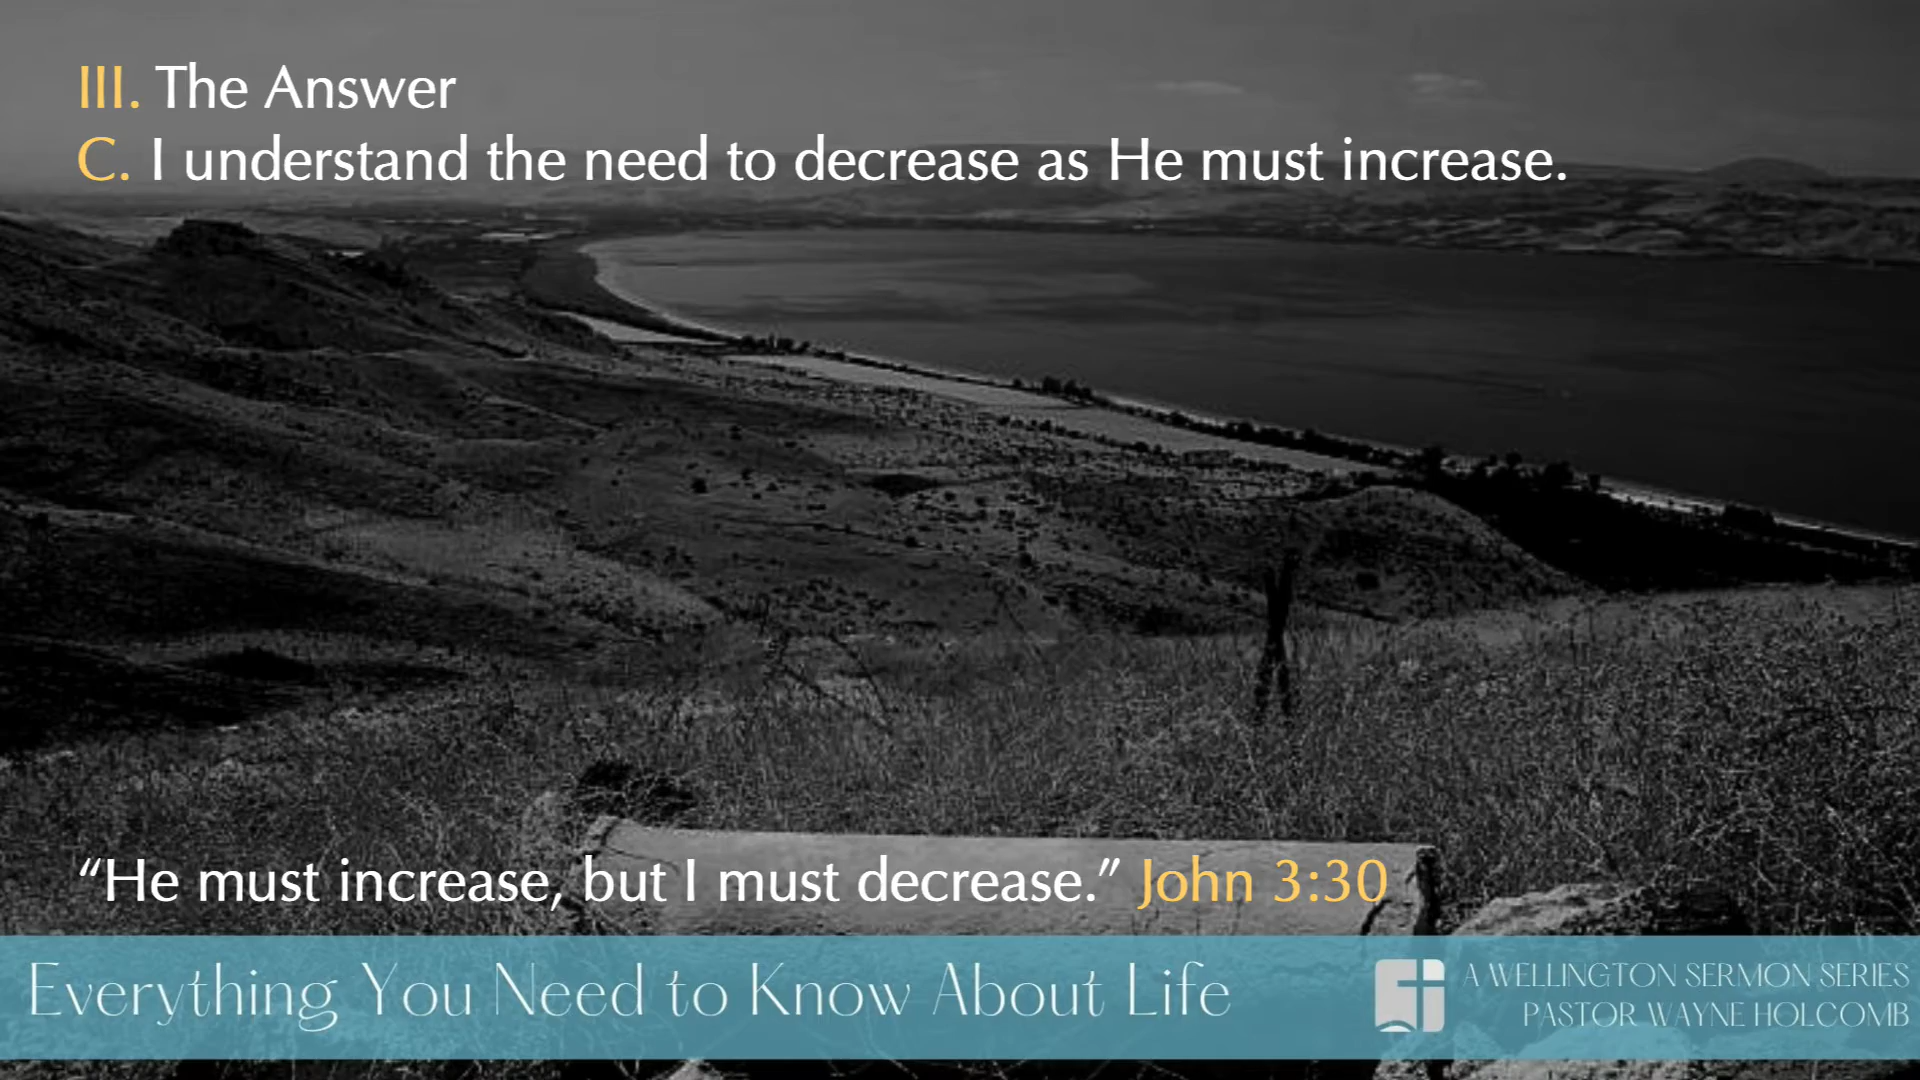 III. The Answer
C. I understand the need to decrease as He must increase.
“He must increase, but I must decrease.” John 3:30
Everything You Need to Know About Life
A WELLINGTON SERMON SERIES
PASTOR WAYNE HOLCOMB